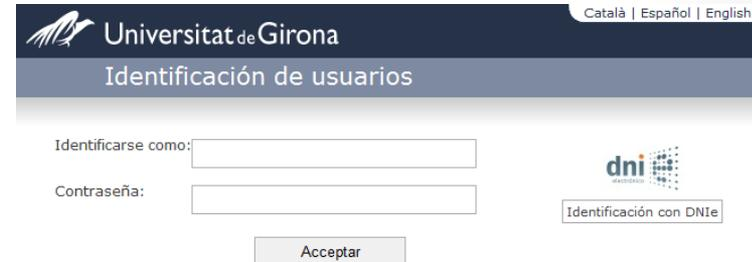 Català | Español | English
Universitat de Girona
Identificación de usuarios
Identificarse como:
Contraseña:
dni
electrónico
Identificación con DNIe
Acceptar